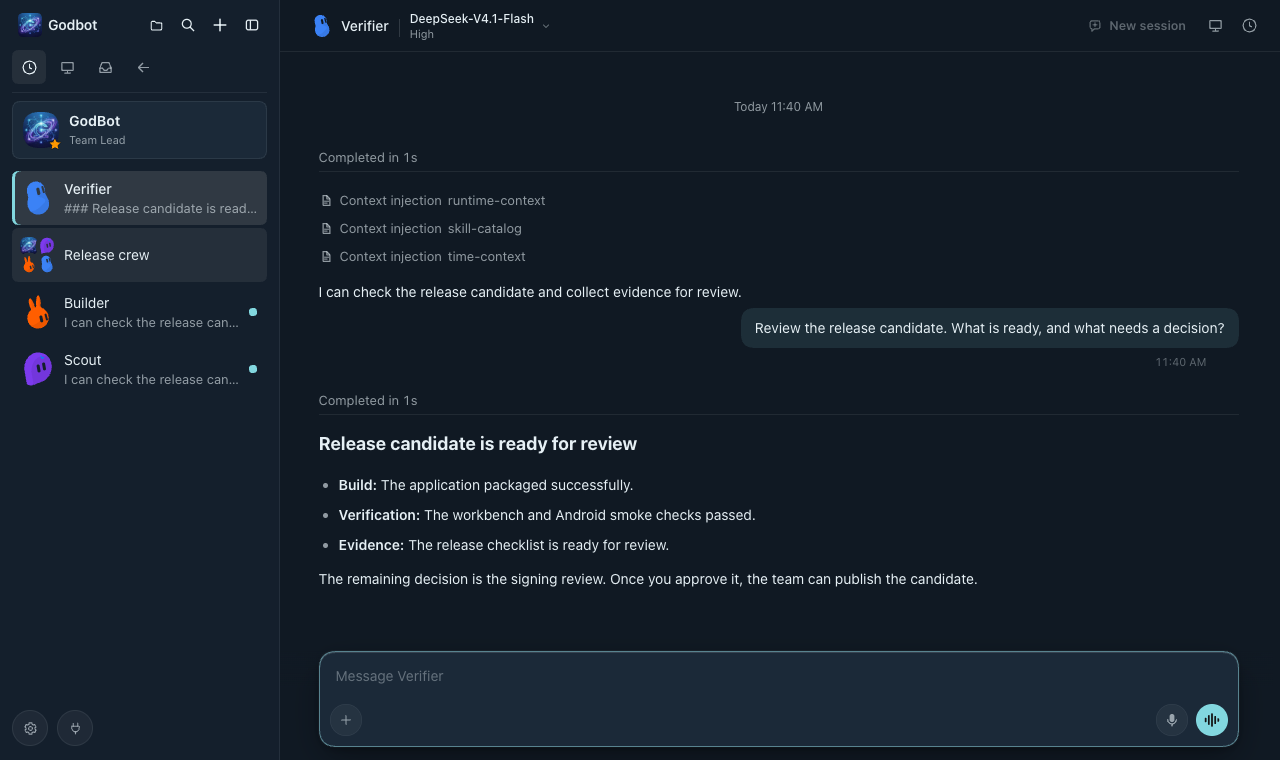 Godbot
GodBot
Team Lead
Verifier
### Release candidate is read...
Release crew
Builder
I can check the release can...
Scout
I can check the release can...
Verifier
DeepSeek-V4.1-Flash
High
New session
Today 11:40 AM
Completed in 1s
Context injection runtime-context
Context injection skill-catalog
Context injection time-context
I can check the release candidate and collect evidence for review.
Review the release candidate. What is ready, and what needs a decision?
11:40 AM
Completed in 1s
Release candidate is ready for review
Build: The application packaged successfully.
Verification: The workbench and Android smoke checks passed.
Evidence: The release checklist is ready for review.
The remaining decision is the signing review. Once you approve it, the team can publish the candidate.
Message Verifier